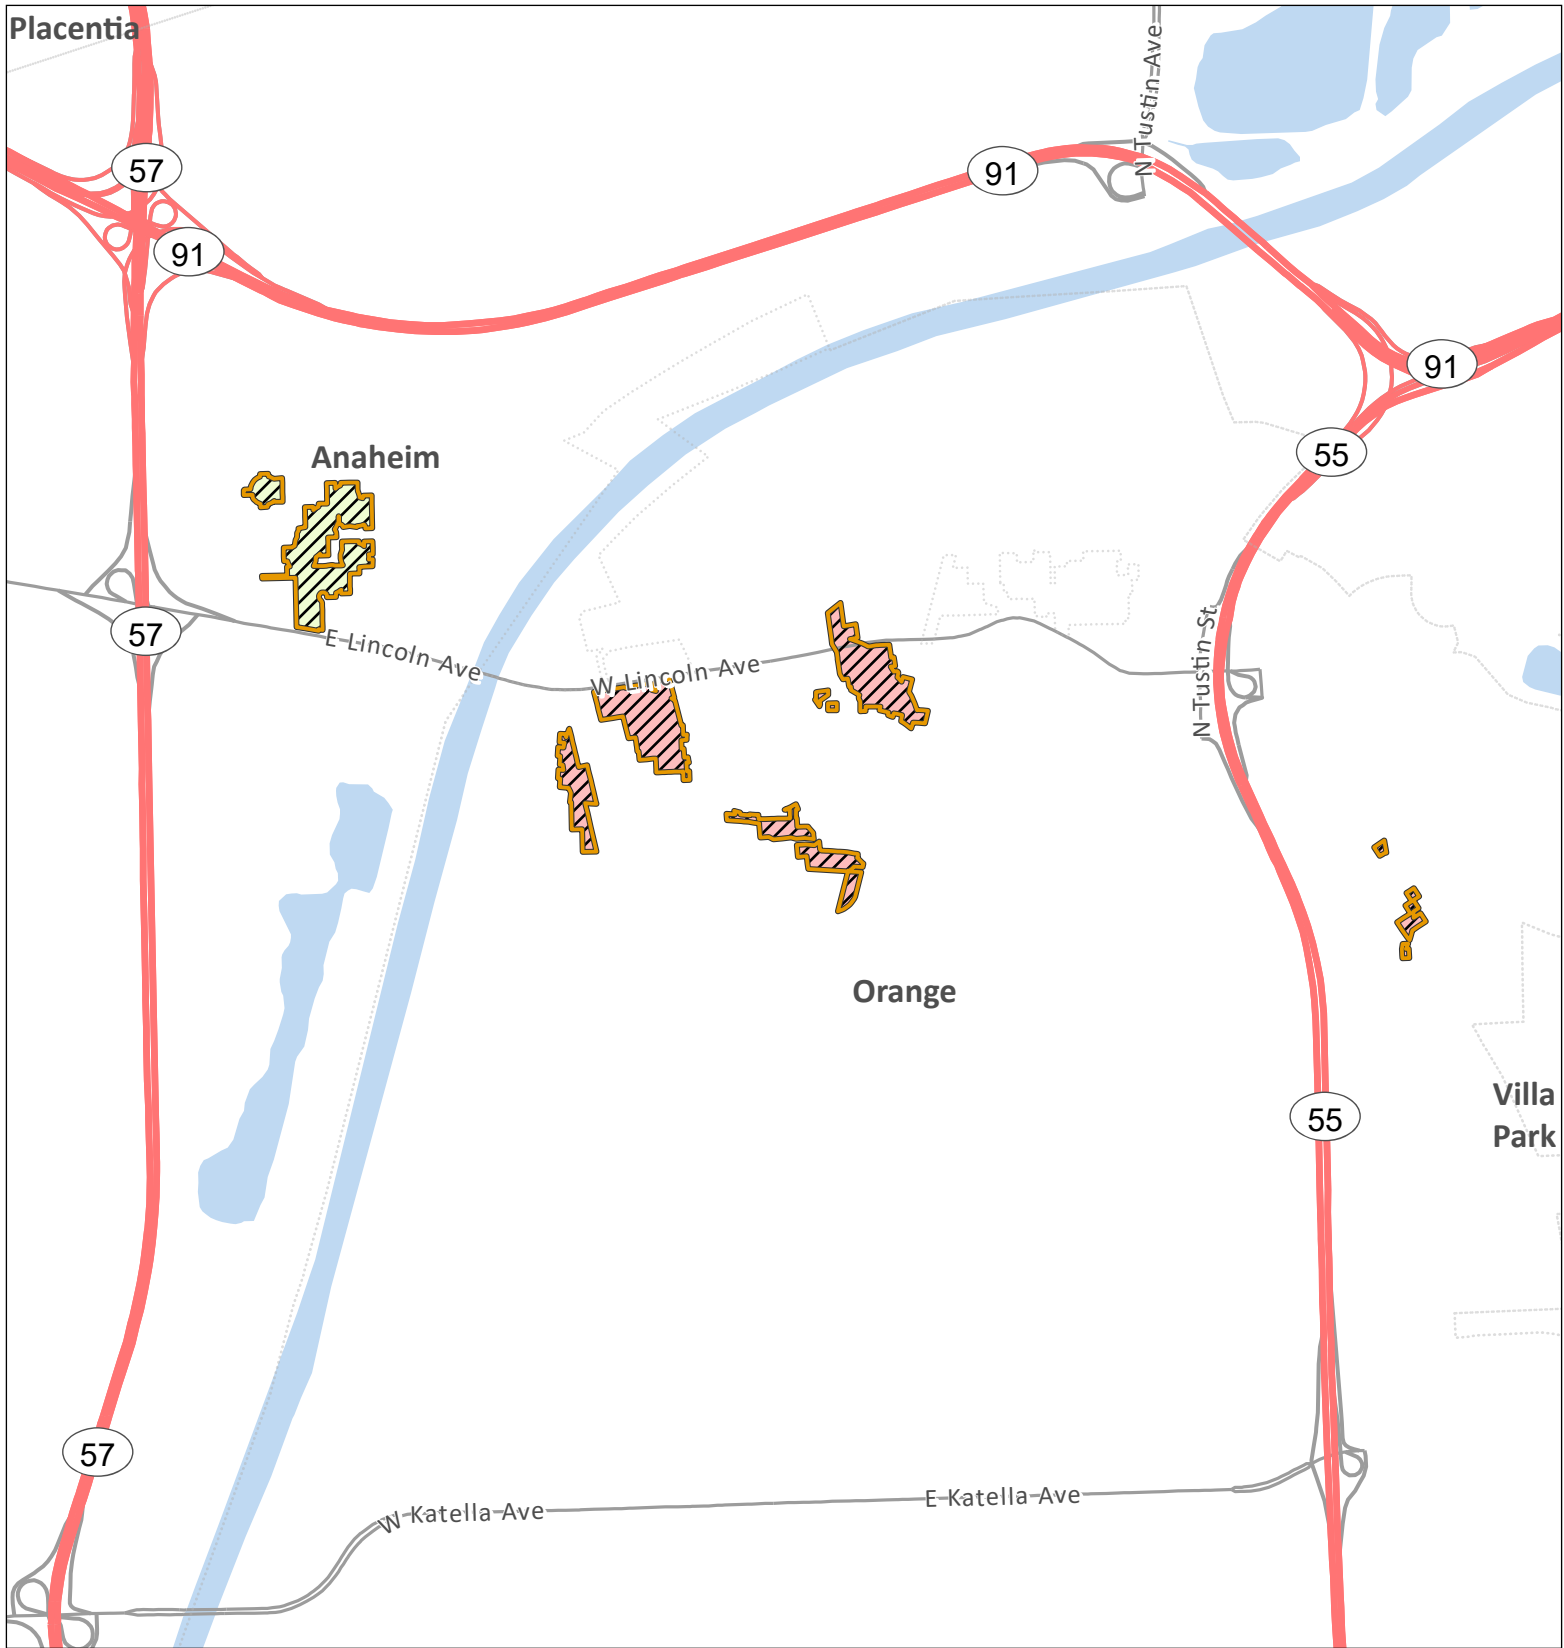 Placentia
N Tustin Ave
57
91
91
91
55
Anaheim
57
E Lincoln Ave
W Lincoln Ave
N Tustin St
Orange
Villa
Park
55
57
W Katella Ave
E Katella Ave